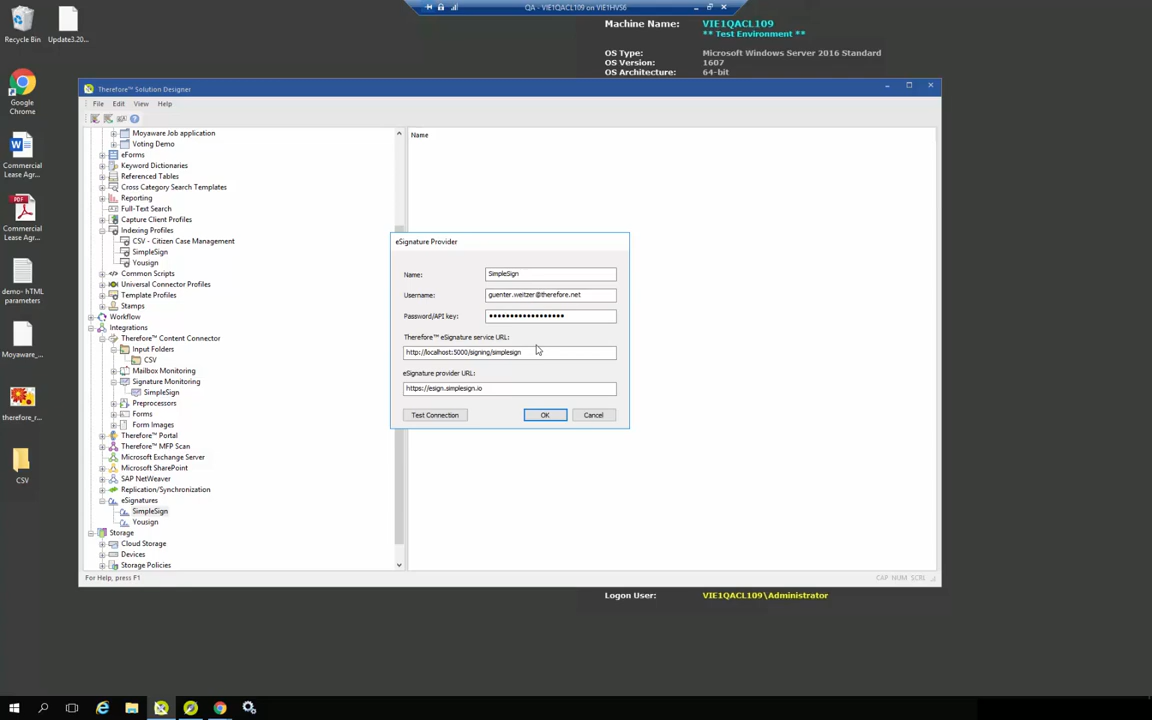 QA - VIE1QACL109 on VIE1HVS6
Machine Name: VIE1QACL109
** Test Environment **
OS Type: Microsoft Windows Server 2016 Standard
OS Version: 1607
OS Architecture: 64-bit
Recycle Bin
Update3.20...
Google
Chrome
Commercial
Lease Agr...
Commercial
Lease Agr...
demo- hTML
parameters
Moyaware_...
therefore_r...
CSV
Therefore™ Solution Designer
File Edit View Help
Name
Moyaware Job application
Voting Demo
eForms
Keyword Dictionaries
Referenced Tables
Cross Category Search Templates
Reporting
Full-Text Search
Capture Client Profiles
Indexing Profiles
CSV - Citizen Case Management
SimpleSign
Yousign
Common Scripts
Universal Connector Profiles
Template Profiles
Stamps
Workflow
Integrations
Therefore™ Content Connector
Input Folders
CSV
Mailbox Monitoring
Signature Monitoring
SimpleSign
Preprocessors
Forms
Form Images
Therefore™ Portal
Therefore™ MFP Scan
Microsoft Exchange Server
Microsoft SharePoint
SAP NetWeaver
Replication/Synchronization
eSignatures
SimpleSign
Yousign
Storage
Cloud Storage
Devices
Storage Policies
eSignature Provider
Name: SimpleSign
Username: guenter.weitzer@therefore.net
Password/API key: ••••••••••••••••••
Therefore™ eSignature service URL:
http://localhost:5000/signing/simplesign
eSignature provider URL:
https://esign.simplesign.io
Test Connection OK Cancel
For Help, press F1
CAP NUM SCRL
Logon User: VIE1QACL109\Administrator